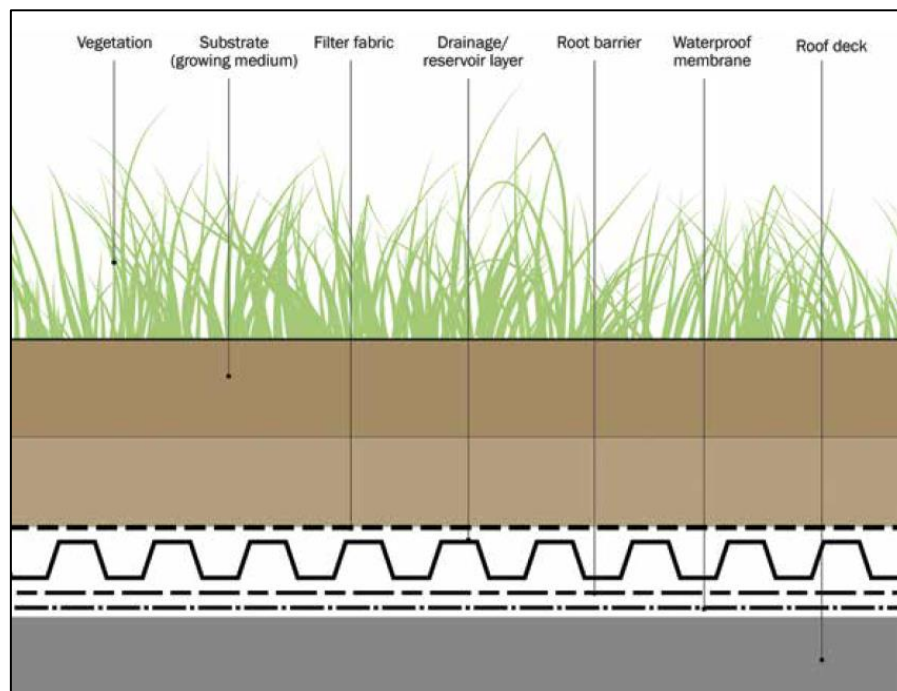 Vegetation
Substrate
(growing medium)
Filter fabric
Drainage/
reservoir layer
Root barrier
Waterproof
membrane
Roof deck